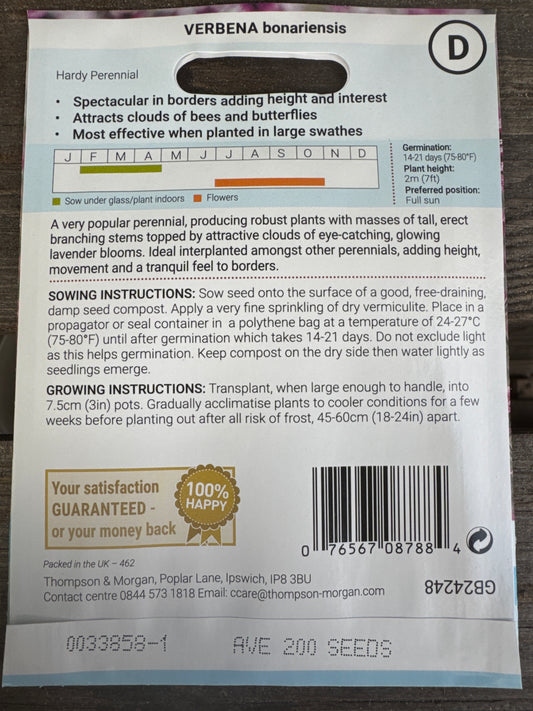 VERBENA bonariensis
D
Hardy Perennial
• Spectacular in borders adding height and interest
• Attracts clouds of bees and butterflies
• Most effective when planted in large swathes
J F M A M J J A S O N D
Sow under glass/plant indoors Flowers
Germination:
14-21 days (75-80°F)
Plant height:
2m (7ft)
Preferred position:
Full sun
A very popular perennial, producing robust plants with masses of tall, erect
branching stems topped by attractive clouds of eye-catching, glowing
lavender blooms. Ideal interplanted amongst other perennials, adding height,
movement and a tranquil feel to borders.
SOWING INSTRUCTIONS: Sow seed onto the surface of a good, free-draining,
damp seed compost. Apply a very fine sprinkling of dry vermiculite. Place in a
propagator or seal container in a polythene bag at a temperature of 24-27°C
(75-80°F) until after germination which takes 14-21 days. Do not exclude light
as this helps germination. Keep compost on the dry side then water lightly as
seedlings emerge.
GROWING INSTRUCTIONS: Transplant, when large enough to handle, into
7.5cm (3in) pots. Gradually acclimatise plants to cooler conditions for a few
weeks before planting out after all risk of frost, 45-60cm (18-24in) apart.
Your satisfaction
GUARANTEED -
or your money back
100%
HAPPY
0 76567 08788 4
Packed in the UK – 462
Thompson & Morgan, Poplar Lane, Ipswich, IP8 3BU
Contact centre 0844 573 1818 Email: ccare@thompson-morgan.com
GB24248
0033858-1 AVE 200 SEEDS